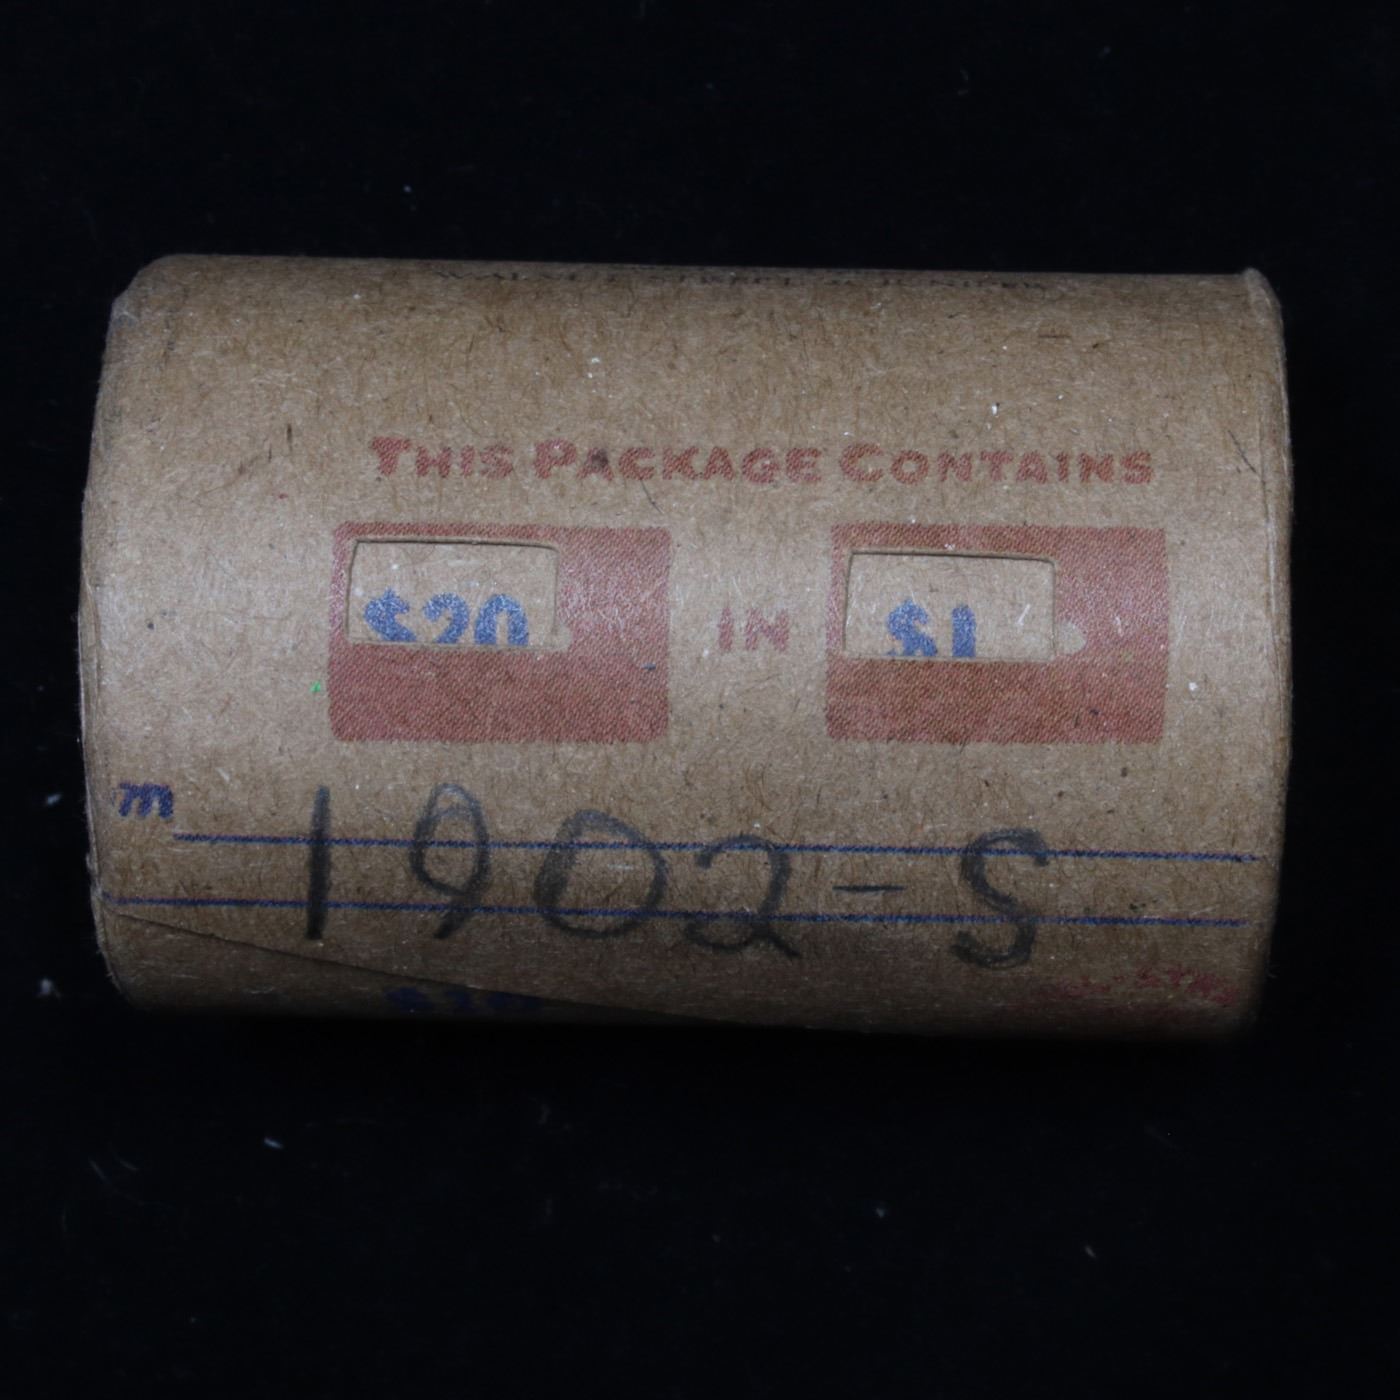 THIS PACKAGE CONTAINS
$20 IN $1
m
1902-S